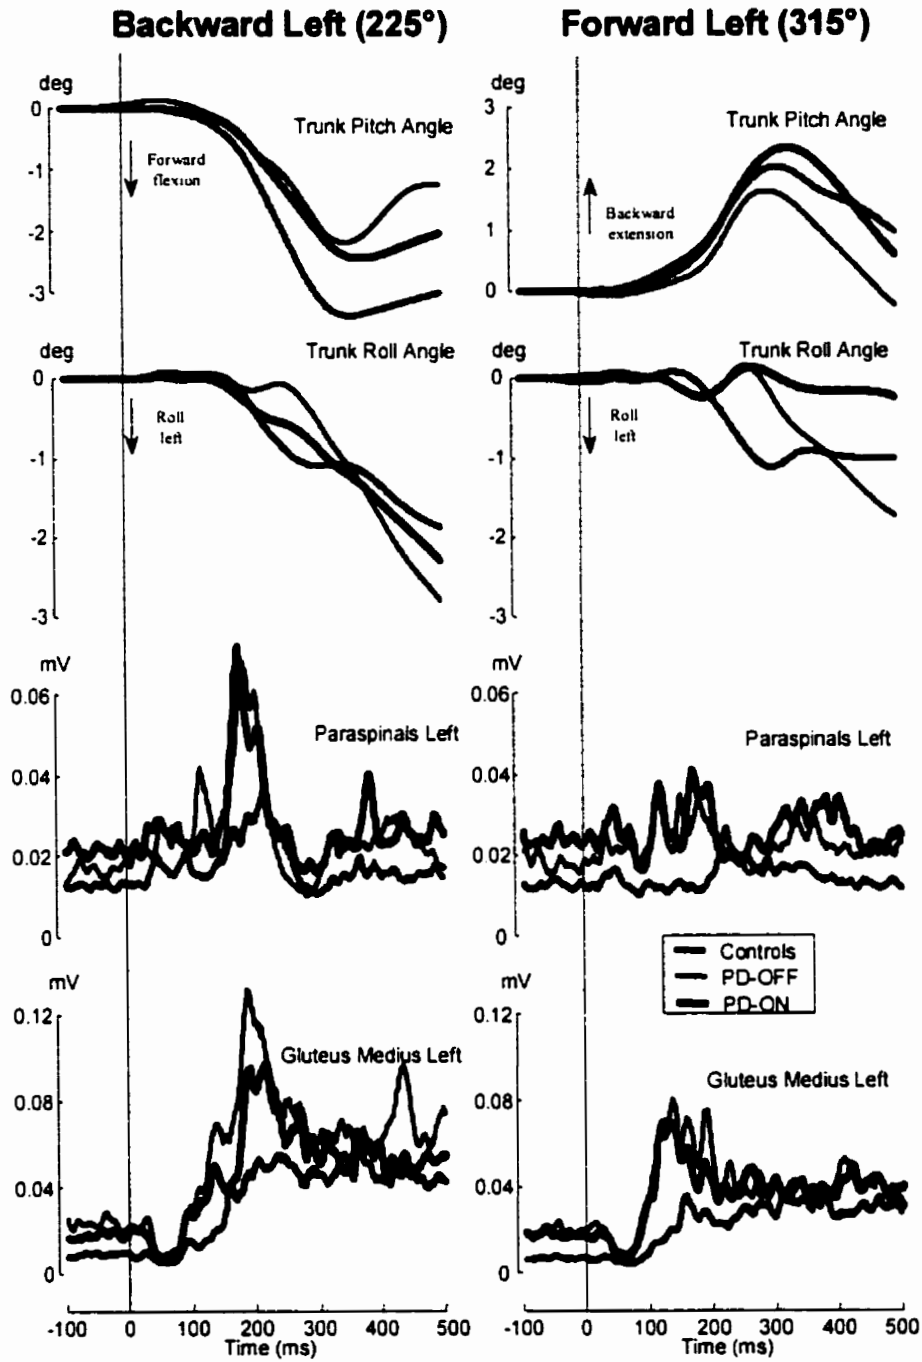 Backward Left (225°)
Forward Left (315°)
deg
0
-1
-2
-3
Trunk Pitch Angle
Forward
flexion
deg
3
2
1
0
Trunk Pitch Angle
Backward
extension
deg
0
-1
-2
-3
Trunk Roll Angle
Roll
left
deg
0
-1
-2
-3
Trunk Roll Angle
Roll
left
mV
0.06
0.04
0.02
0
Paraspinals Left
mV
0.06
0.04
0.02
0
Paraspinals Left
Controls
PD-OFF
PD-ON
mV
0.12
0.08
0.04
0
Gluteus Medius Left
mV
0.12
0.08
0.04
0
Gluteus Medius Left
-100 0 100 200 300 400 500
Time (ms)
-100 0 100 200 300 400 500
Time (ms)